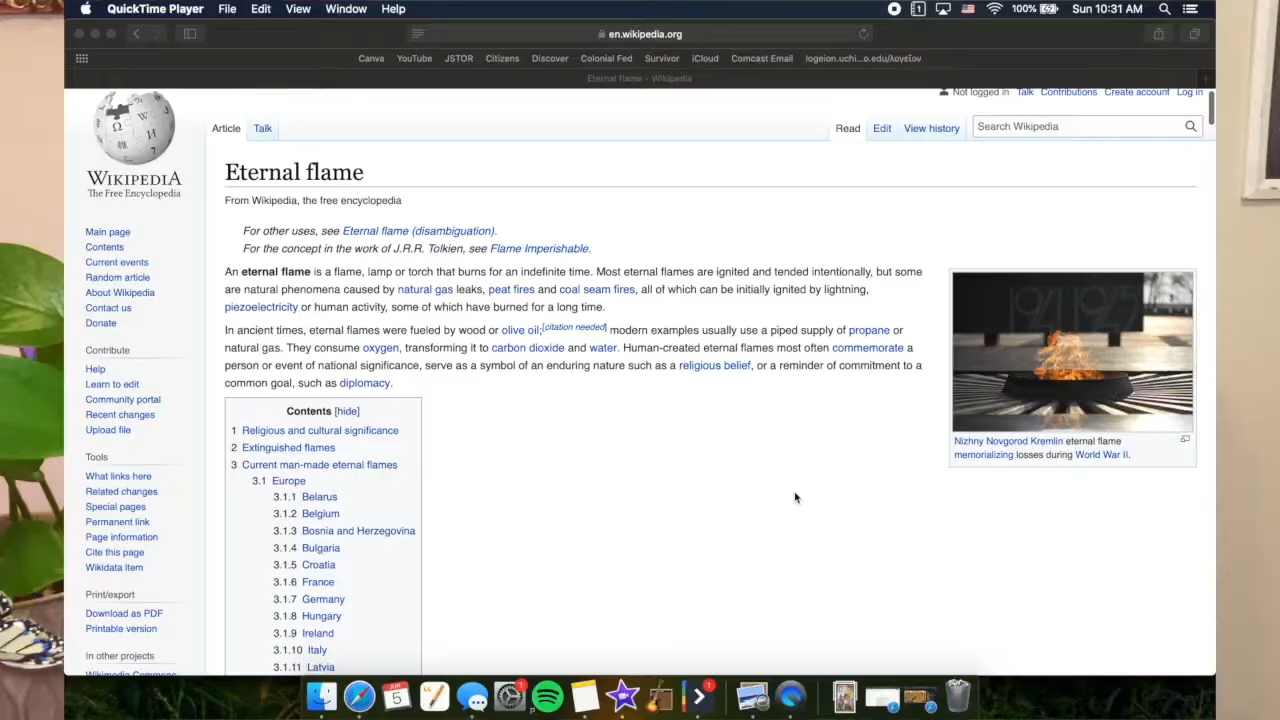 QuickTime Player File Edit View Window Help 100% Sun 10:31 AM
en.wikipedia.org
Canva YouTube JSTOR Citizens Discover Colonial Fed Survivor iCloud Comcast Email logeion.uchi...o.edu/λογεῖον
Eternal flame - Wikipedia
Not logged in Talk Contributions Create account Log in
Article Talk Read Edit View history Search Wikipedia
WIKIPEDIA
The Free Encyclopedia
Main page
Contents
Current events
Random article
About Wikipedia
Contact us
Donate
Contribute
Help
Learn to edit
Community portal
Recent changes
Upload file
Tools
What links here
Related changes
Special pages
Permanent link
Page information
Cite this page
Wikidata item
Print/export
Download as PDF
Printable version
In other projects
Wikimedia Commons
Eternal flame
From Wikipedia, the free encyclopedia
For other uses, see Eternal flame (disambiguation).
For the concept in the work of J.R.R. Tolkien, see Flame Imperishable.
An eternal flame is a flame, lamp or torch that burns for an indefinite time. Most eternal flames are ignited and tended intentionally, but some
are natural phenomena caused by natural gas leaks, peat fires and coal seam fires, all of which can be initially ignited by lightning,
piezoelectricity or human activity, some of which have burned for a long time.
In ancient times, eternal flames were fueled by wood or olive oil;[citation needed] modern examples usually use a piped supply of propane or
natural gas. They consume oxygen, transforming it to carbon dioxide and water. Human-created eternal flames most often commemorate a
person or event of national significance, serve as a symbol of an enduring nature such as a religious belief, or a reminder of commitment to a
common goal, such as diplomacy.
Contents [hide]
1 Religious and cultural significance
2 Extinguished flames
3 Current man-made eternal flames
3.1 Europe
3.1.1 Belarus
3.1.2 Belgium
3.1.3 Bosnia and Herzegovina
3.1.4 Bulgaria
3.1.5 Croatia
3.1.6 France
3.1.7 Germany
3.1.8 Hungary
3.1.9 Ireland
3.1.10 Italy
3.1.11 Latvia
Nizhny Novgorod Kremlin eternal flame
memorializing losses during World War II.
JUN
5